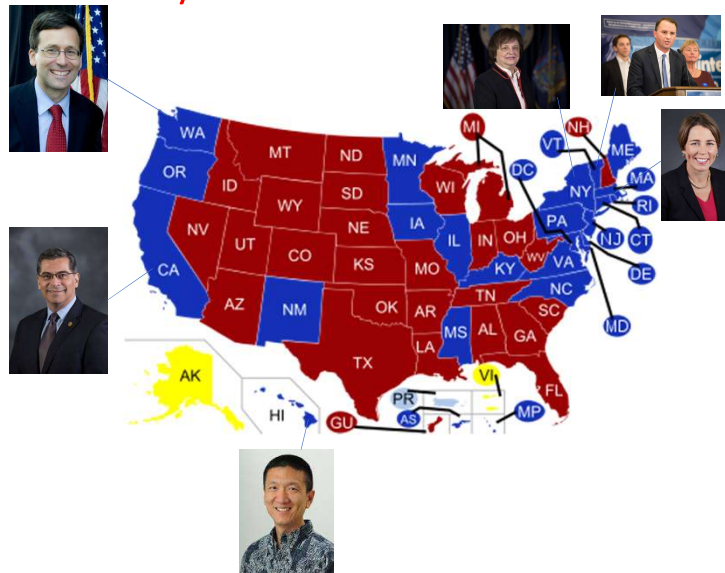 WA
MT
ND
MN
MI
NH
VT
ME
OR
ID
SD
WI
DC
NY
MA
WY
RI
NV
NE
IA
PA
UT
CO
IL
IN
OH
WV
VA
NJ
CT
CA
KS
MO
KY
DE
NC
AZ
NM
OK
AR
TN
SC
MD
TX
LA
MS
AL
GA
AK
VI
FL
PR
HI
GU
AS
MP